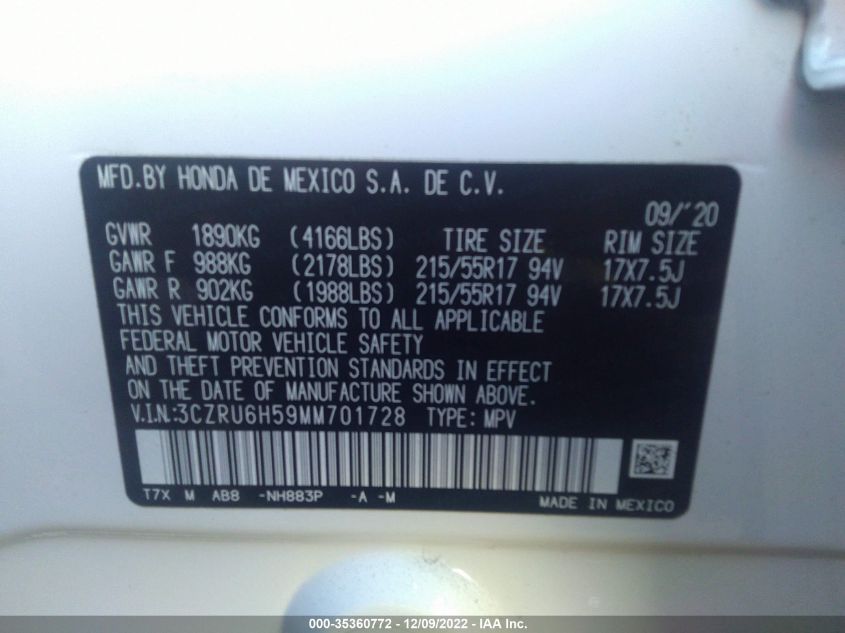 MFD.BY HONDA DE MEXICO S.A. DE C.V.
09/'20
GVWR 1890KG (4166LBS) TIRE SIZE RIM SIZE
GAWR F 988KG (2178LBS) 215/55R17 94V 17X7.5J
GAWR R 902KG (1988LBS) 215/55R17 94V 17X7.5J
THIS VEHICLE CONFORMS TO ALL APPLICABLE
FEDERAL MOTOR VEHICLE SAFETY
AND THEFT PREVENTION STANDARDS IN EFFECT
ON THE DATE OF MANUFACTURE SHOWN ABOVE.
V.I.N.:3CZRU6H59MM701728 TYPE: MPV
T7X M AB8 -NH883P -A -M
MADE IN MEXICO
000-35360772 - 12/09/2022 - IAA Inc.